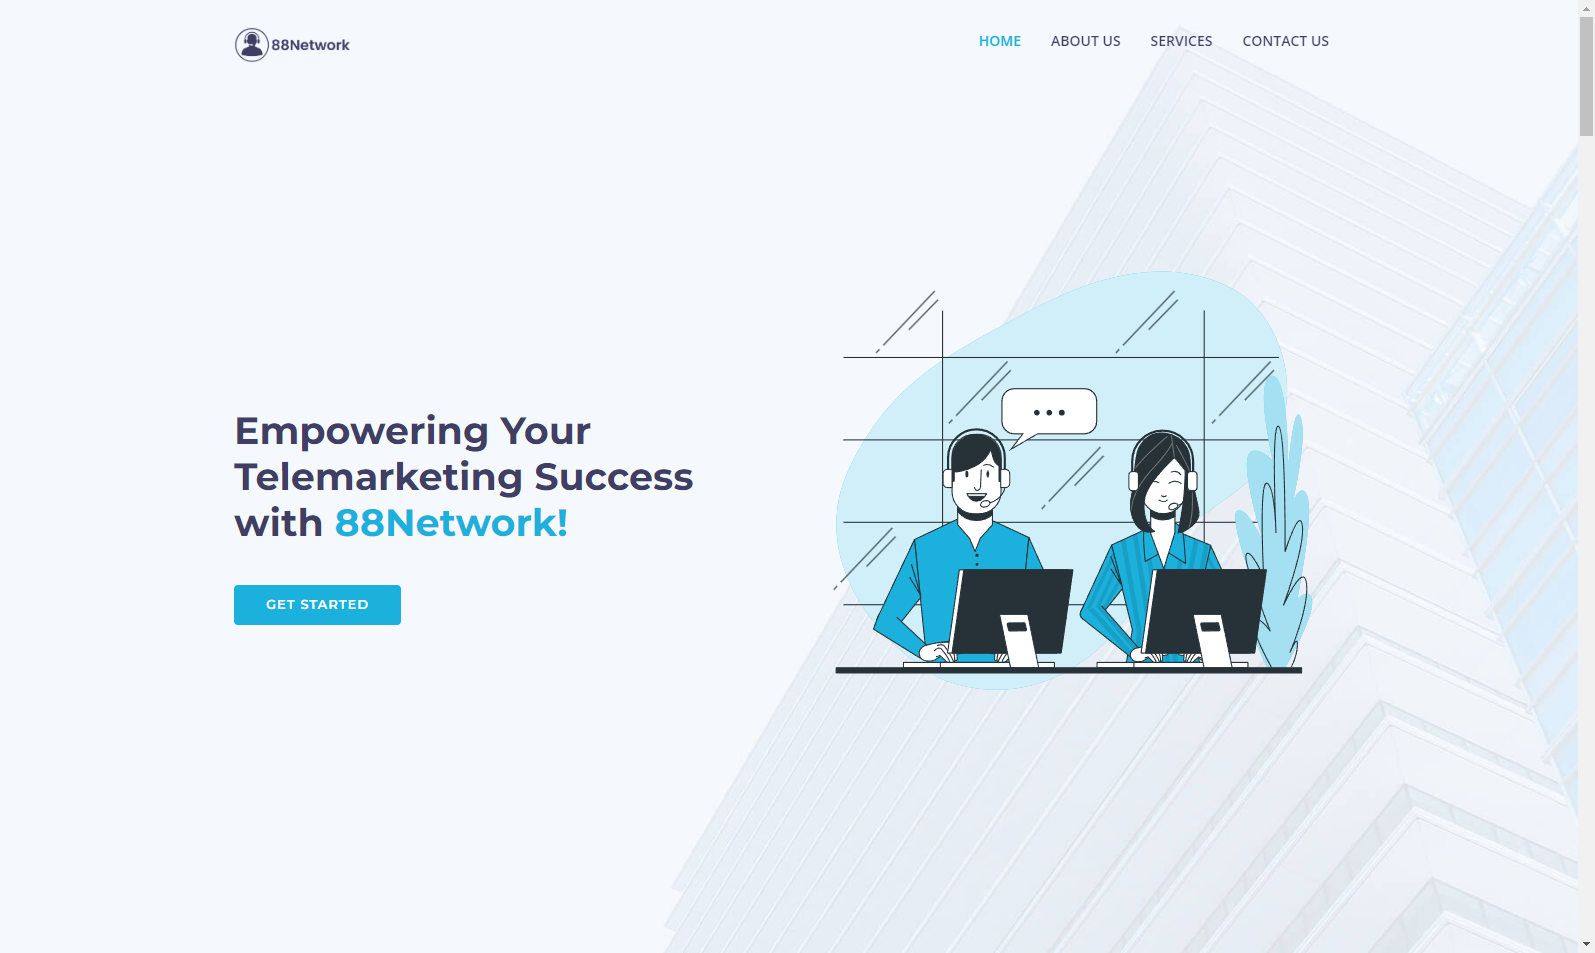 88Network
HOME
ABOUT US
SERVICES
CONTACT US
Empowering Your
Telemarketing Success
with 88Network!
GET STARTED